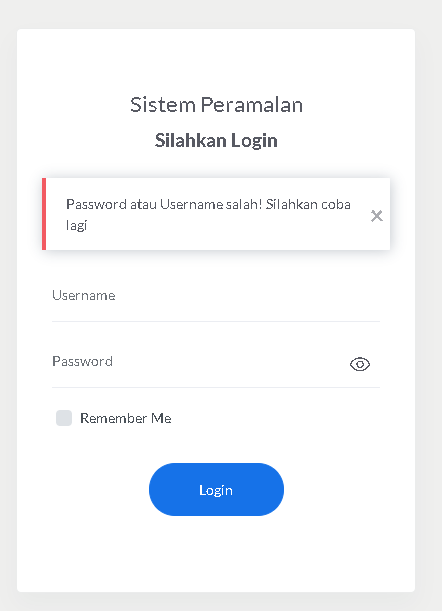 Sistem Peramalan
Silahkan Login
Password atau Username salah! Silahkan coba
lagi
Username
Password
Remember Me
Login